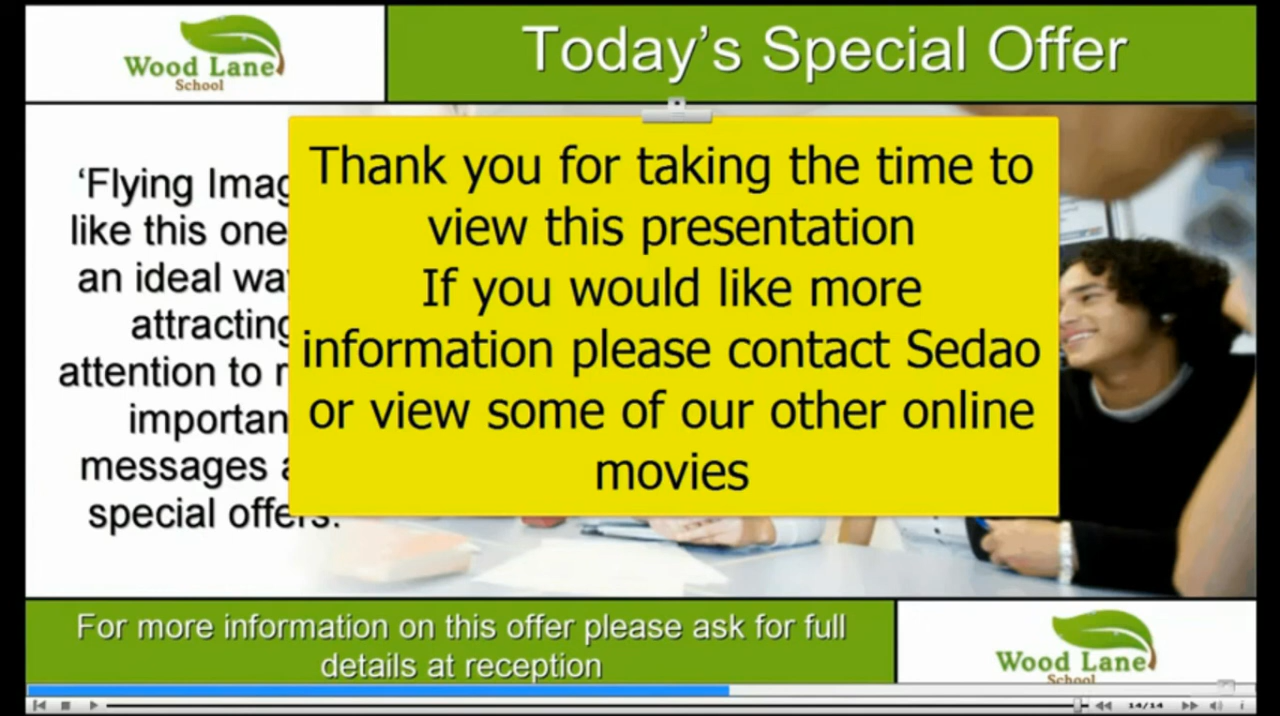 Wood Lane
School
Today's Special Offer
'Flying Imag
like this one
an ideal wa
attracting
attention to
importan
messages
special offers.
Thank you for taking the time to
view this presentation
If you would like more
information please contact Sedao
or view some of our other online
movies
For more information on this offer please ask for full
details at reception
Wood Lane
School
14/14